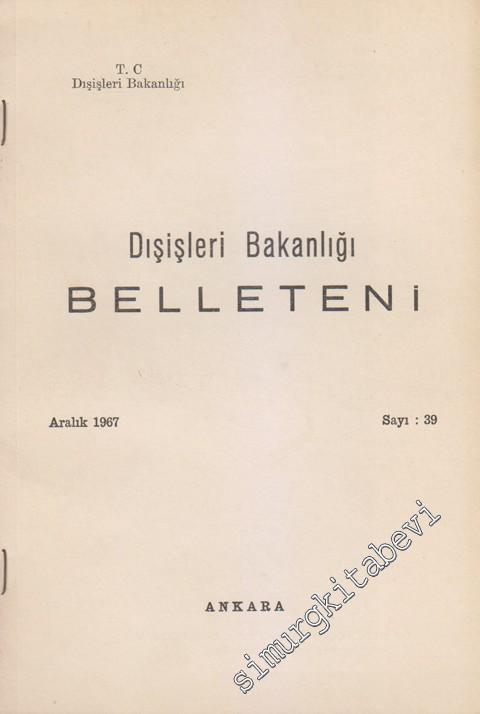 T. C
Dışişleri Bakanlığı
Dışişleri Bakanlığı
BELLETENİ
Aralık 1967
Sayı : 39
ANKARA
simurgkitabevi